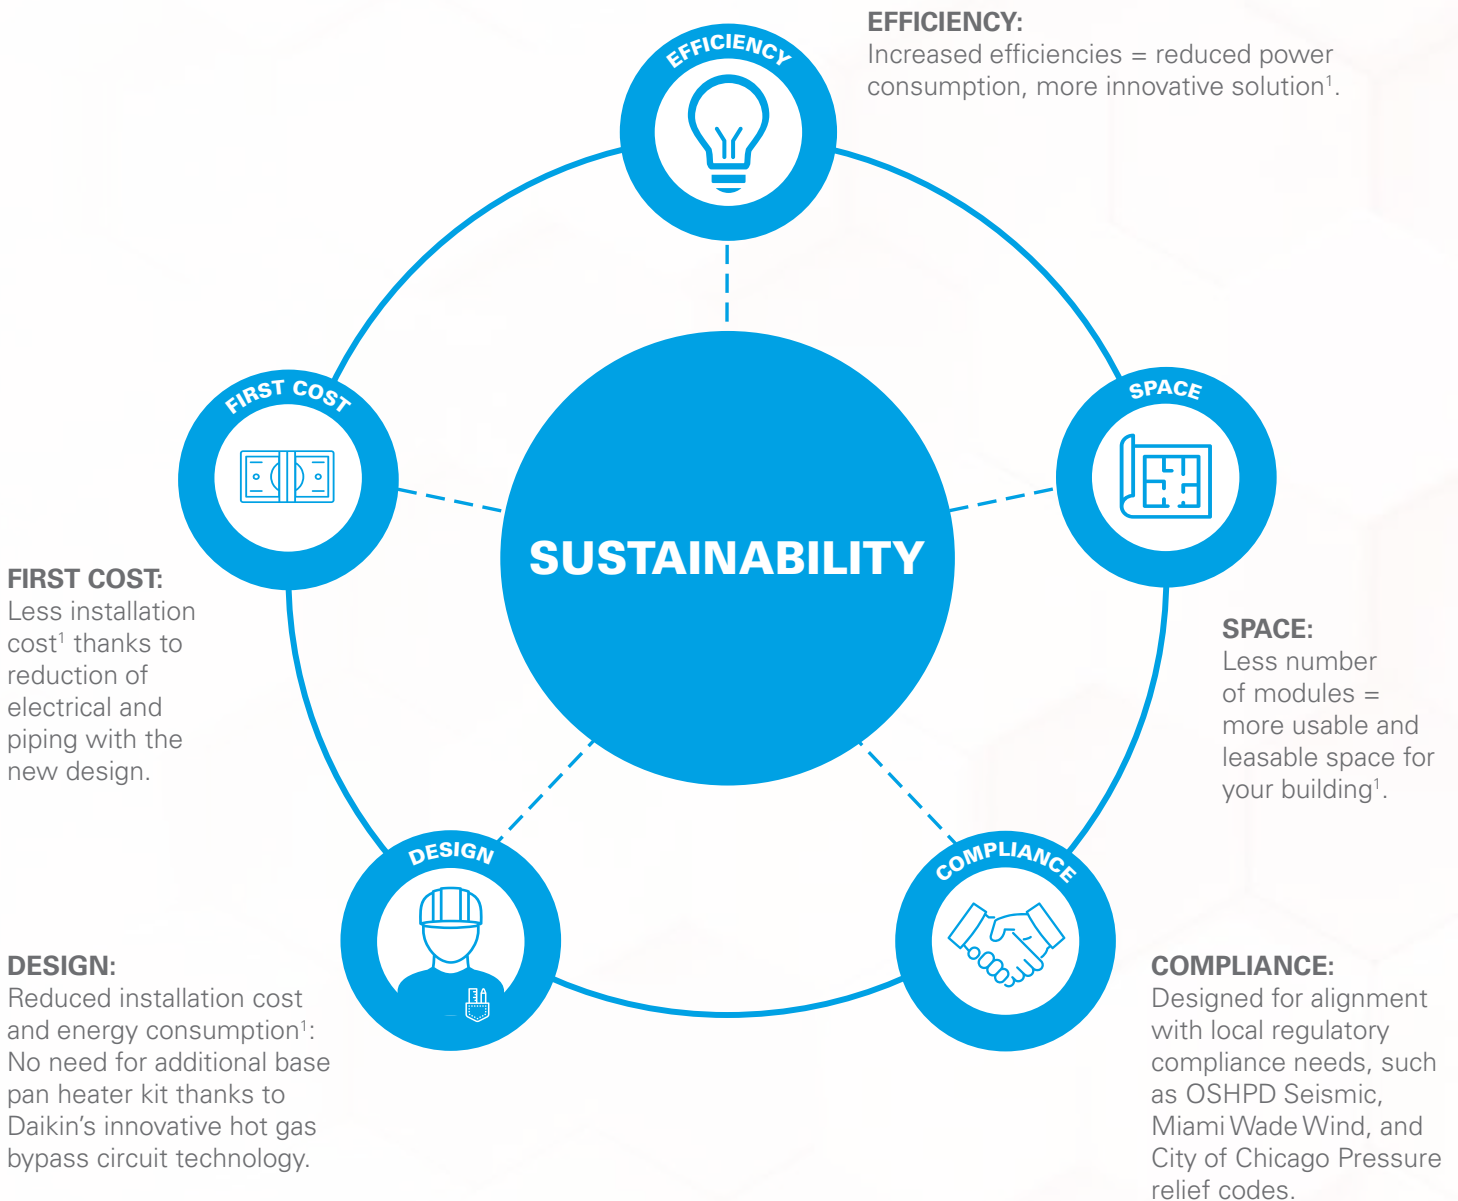 EFFICIENCY:
Increased efficiencies = reduced power
consumption, more innovative solution¹.
EFFICIENCY
FIRST COST
SPACE
SUSTAINABILITY
FIRST COST:
Less installation
cost¹ thanks to
reduction of
electrical and
piping with the
new design.
SPACE:
Less number
of modules =
more usable and
leasable space for
your building¹.
DESIGN
COMPLIANCE
DESIGN:
Reduced installation cost
and energy consumption¹:
No need for additional base
pan heater kit thanks to
Daikin’s innovative hot gas
bypass circuit technology.
COMPLIANCE:
Designed for alignment
with local regulatory
compliance needs, such
as OSHPD Seismic,
Miami Wade Wind, and
City of Chicago Pressure
relief codes.